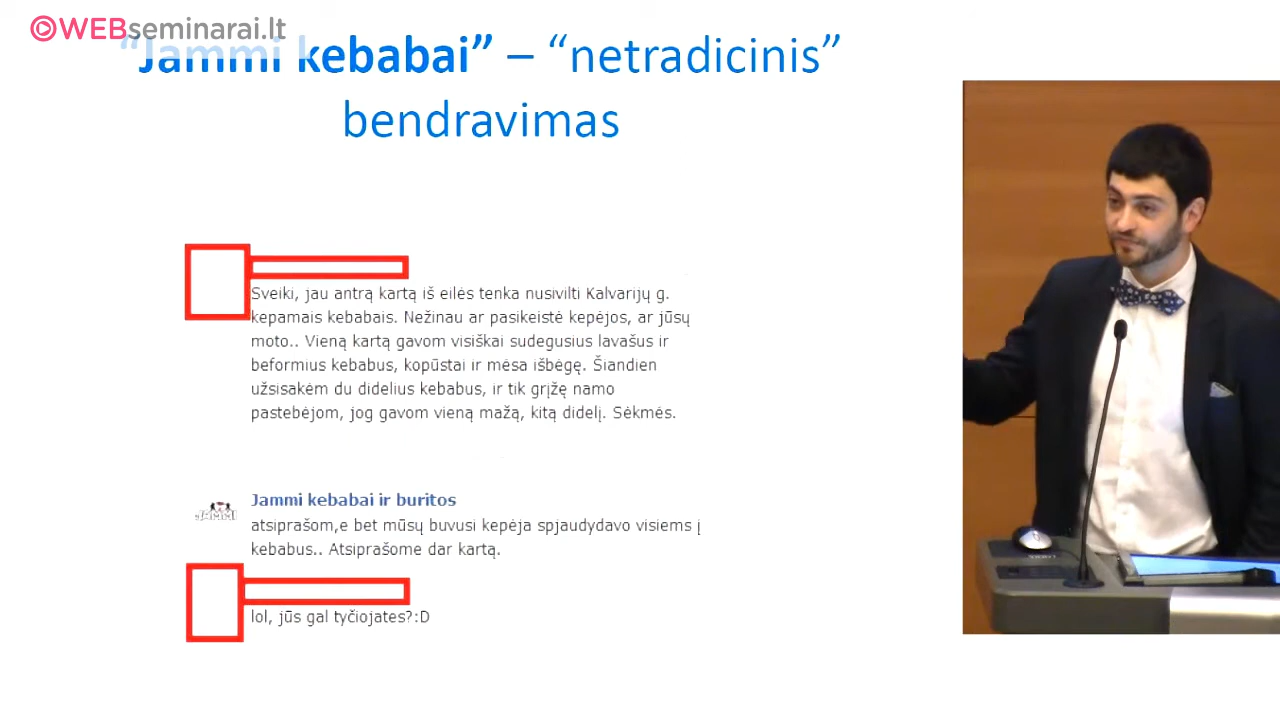 WEBseminarai.lt
“Jammi kebabai” – “netradicinis”
bendravimas
Sveiki, jau antrą kartą iš eilės tenka nusivilti Kalvarijų g.
kepamais kebabais. Nežinau ar pasikeistė kepėjos, ar jūsų
moto.. Vieną kartą gavom visiškai sudegusius lavašus ir
beformius kebabus, kopūstai ir mėsa išbėgę. Šiandien
užsisakėm du didelius kebabus, ir tik grįžę namo
pastebėjom, jog gavom vieną mažą, kitą didelį. Sėkmės.
JAMMI
Jammi kebabai ir buritos
atsiprašom,e bet mūsų buvusi kepėja spjaudydavo visiems į
kebabus.. Atsiprašome dar kartą.
lol, jūs gal tyčiojates?:D